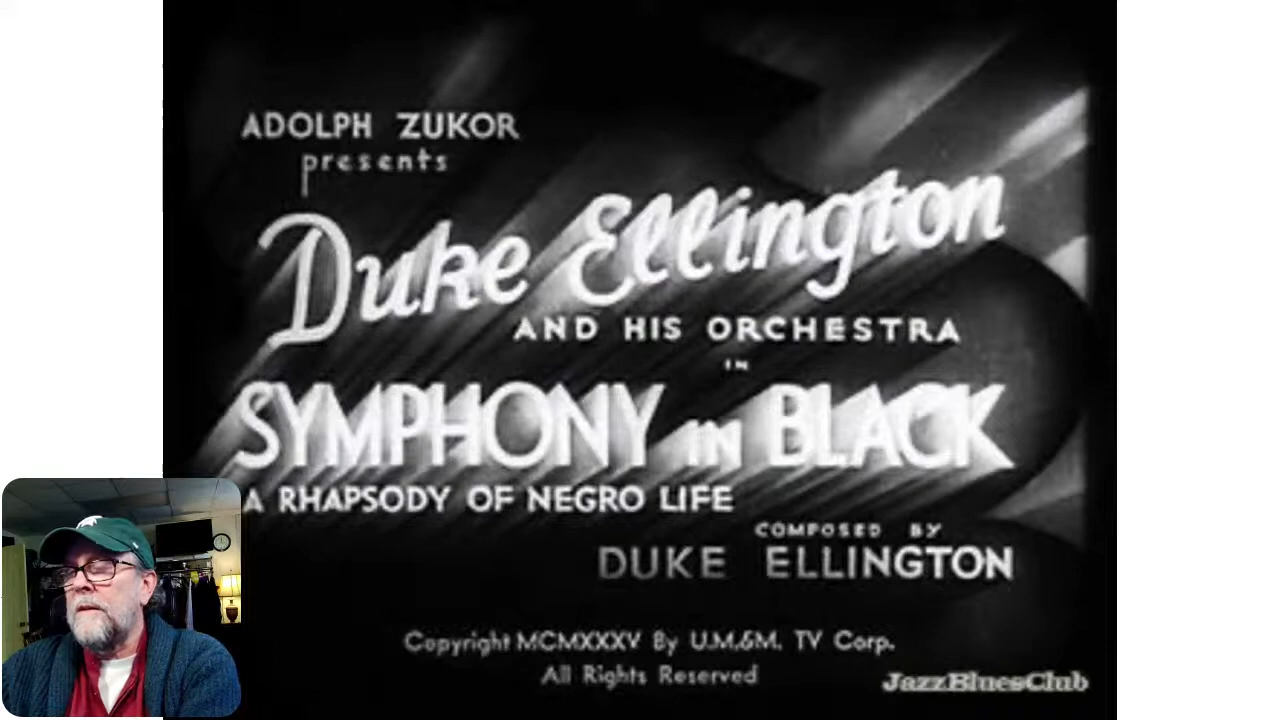 ADOLPH ZUKOR
presents
Duke Ellington
AND HIS ORCHESTRA
IN
SYMPHONY IN BLACK
A RHAPSODY OF NEGRO LIFE
COMPOSED BY
DUKE ELLINGTON
Copyright MCMXXXV By U.M.&M. TV Corp.
All Rights Reserved
JazzBluesClub